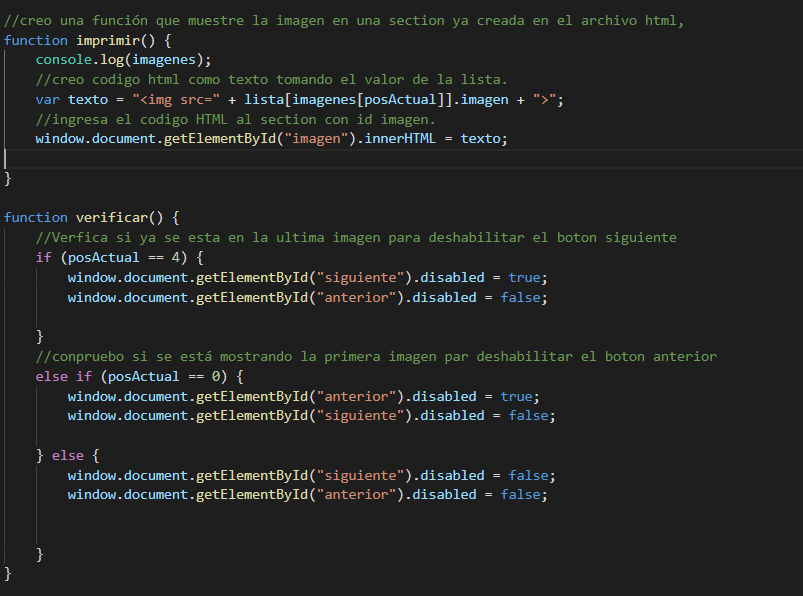 //creo una función que muestre la imagen en una section ya creada en el archivo html,
function imprimir() {
console.log(imagenes);
//creo codigo html como texto tomando el valor de la lista.
var texto = "<img src=" + lista[imagenes[posActual]].imagen + ">";
//ingresa el codigo HTML al section con id imagen.
window.document.getElementById("imagen").innerHTML = texto;
}
function verificar() {
//Verfica si ya se esta en la ultima imagen para deshabilitar el boton siguiente
if (posActual == 4) {
window.document.getElementById("siguiente").disabled = true;
window.document.getElementById("anterior").disabled = false;
}
//conpruebo si se está mostrando la primera imagen par deshabilitar el boton anterior
else if (posActual == 0) {
window.document.getElementById("anterior").disabled = true;
window.document.getElementById("siguiente").disabled = false;
} else {
window.document.getElementById("siguiente").disabled = false;
window.document.getElementById("anterior").disabled = false;
}
}